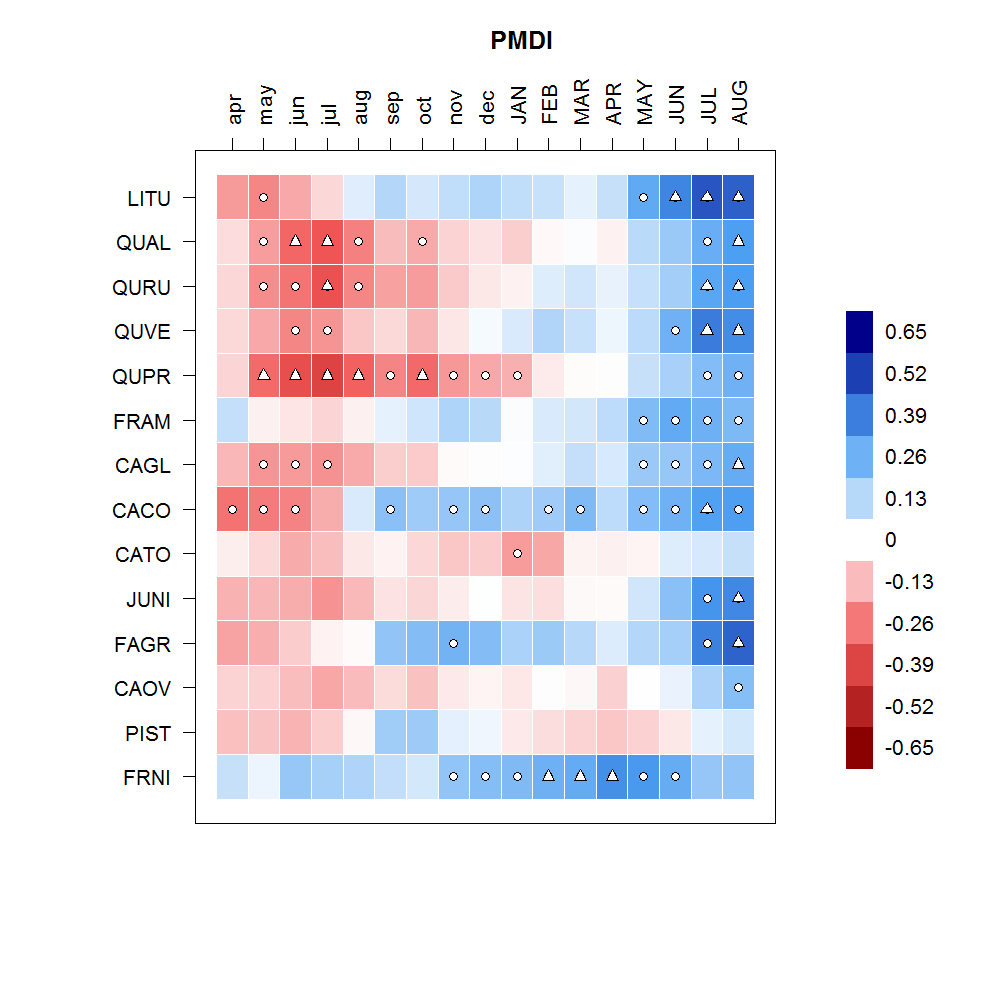 PMDI
apr may jun jul aug sep oct nov dec JAN FEB MAR APR MAY JUN JUL AUG
LITU
QUAL
QURU
QUVE
QUPR
FRAM
CAGL
CACO
CATO
JUNI
FAGR
CAOV
PIST
FRNI
0.65
0.52
0.39
0.26
0.13
0
-0.13
-0.26
-0.39
-0.52
-0.65